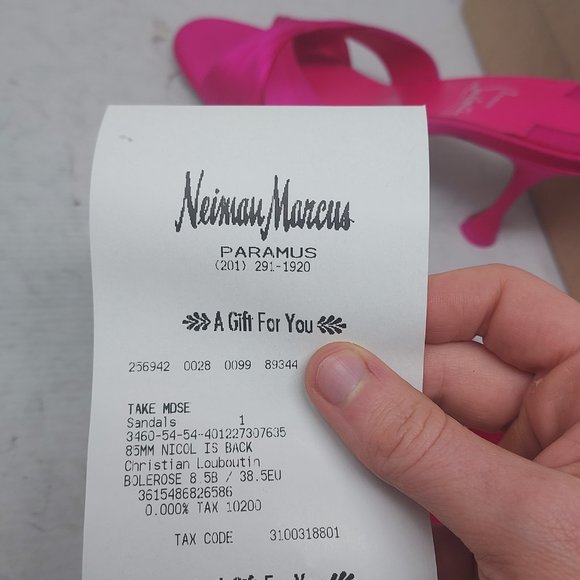 Neiman Marcus
PARAMUS
(201) 291-1920
A Gift For You
256942 0028 0099 89344
TAKE MDSE
Sandals 1
3460-54-54-401227307635
85MM NICOL IS BACK
Christian Louboutin
BOLEROSE 8.5B / 38.5EU
3615486826586
0.000% TAX 10200
TAX CODE 3100318801